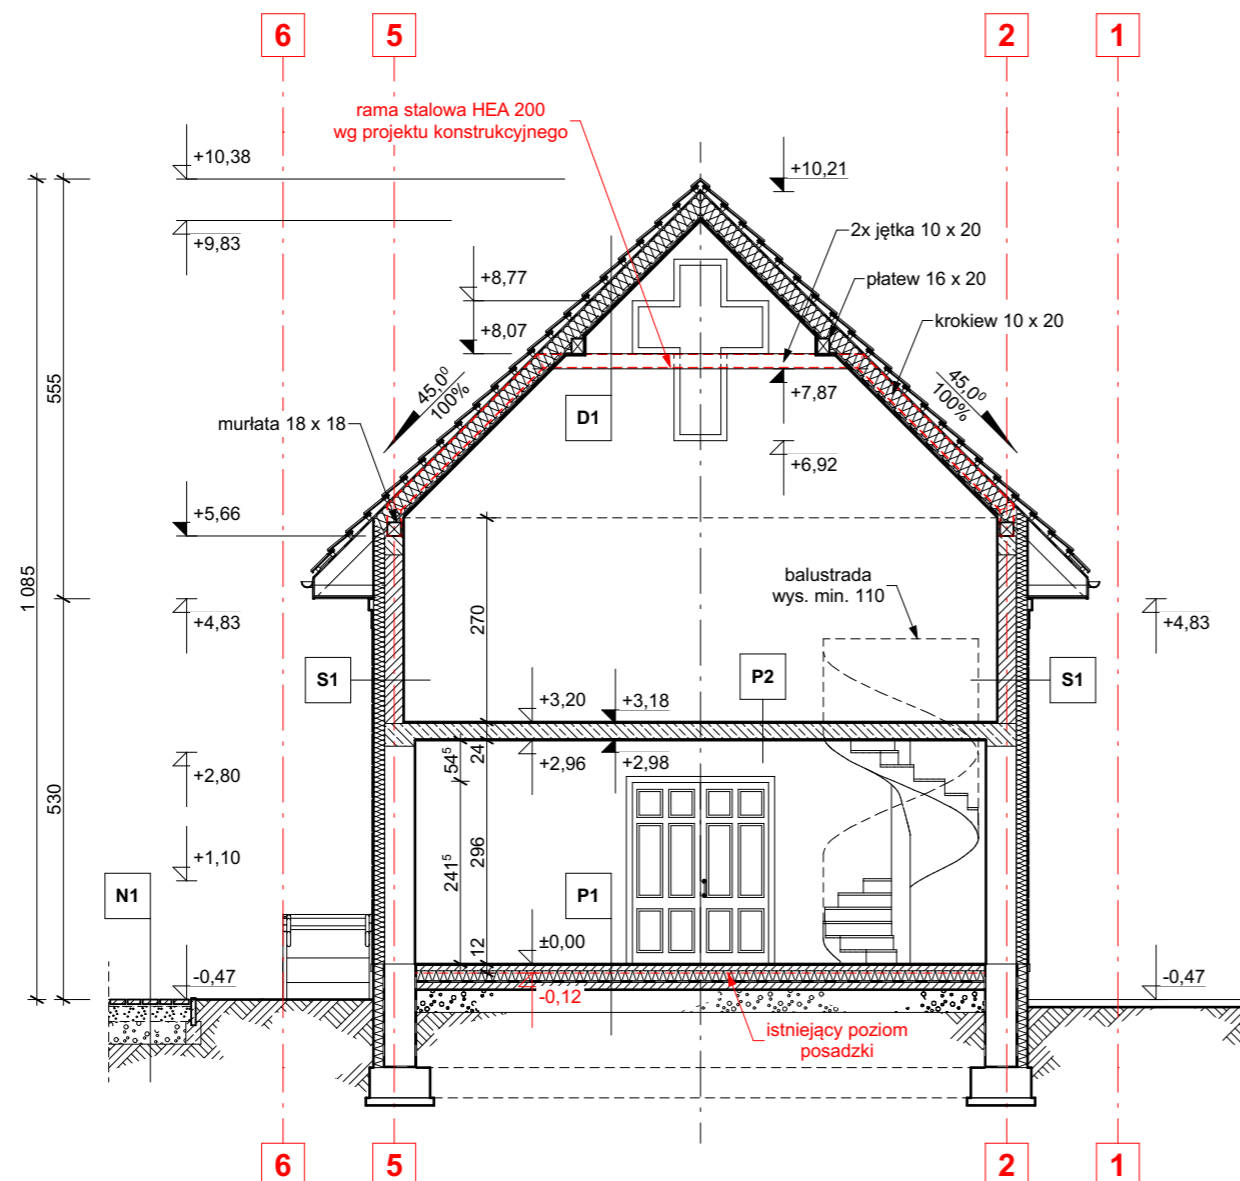 6
5
2
1
rama stalowa HEA 200
wg projektu konstrukcyjnego
+10,38
+10,21
+9,83
2x jętka 10 x 20
+8,77
płatew 16 x 20
+8,07
krokiew 10 x 20
45,0⁰
100%
45,0⁰
100%
+7,87
555
D1
murłata 18 x 18
+6,92
+5,66
1 085
balustrada
wys. min. 110
270
+4,83
+4,83
S1
P2
S1
+3,20
+3,18
54⁵
24
+2,96
+2,98
+2,80
530
+1,10
241⁵
296
N1
P1
12
±0,00
-0,47
-0,12
-0,47
istniejący poziom
posadzki
6
5
2
1